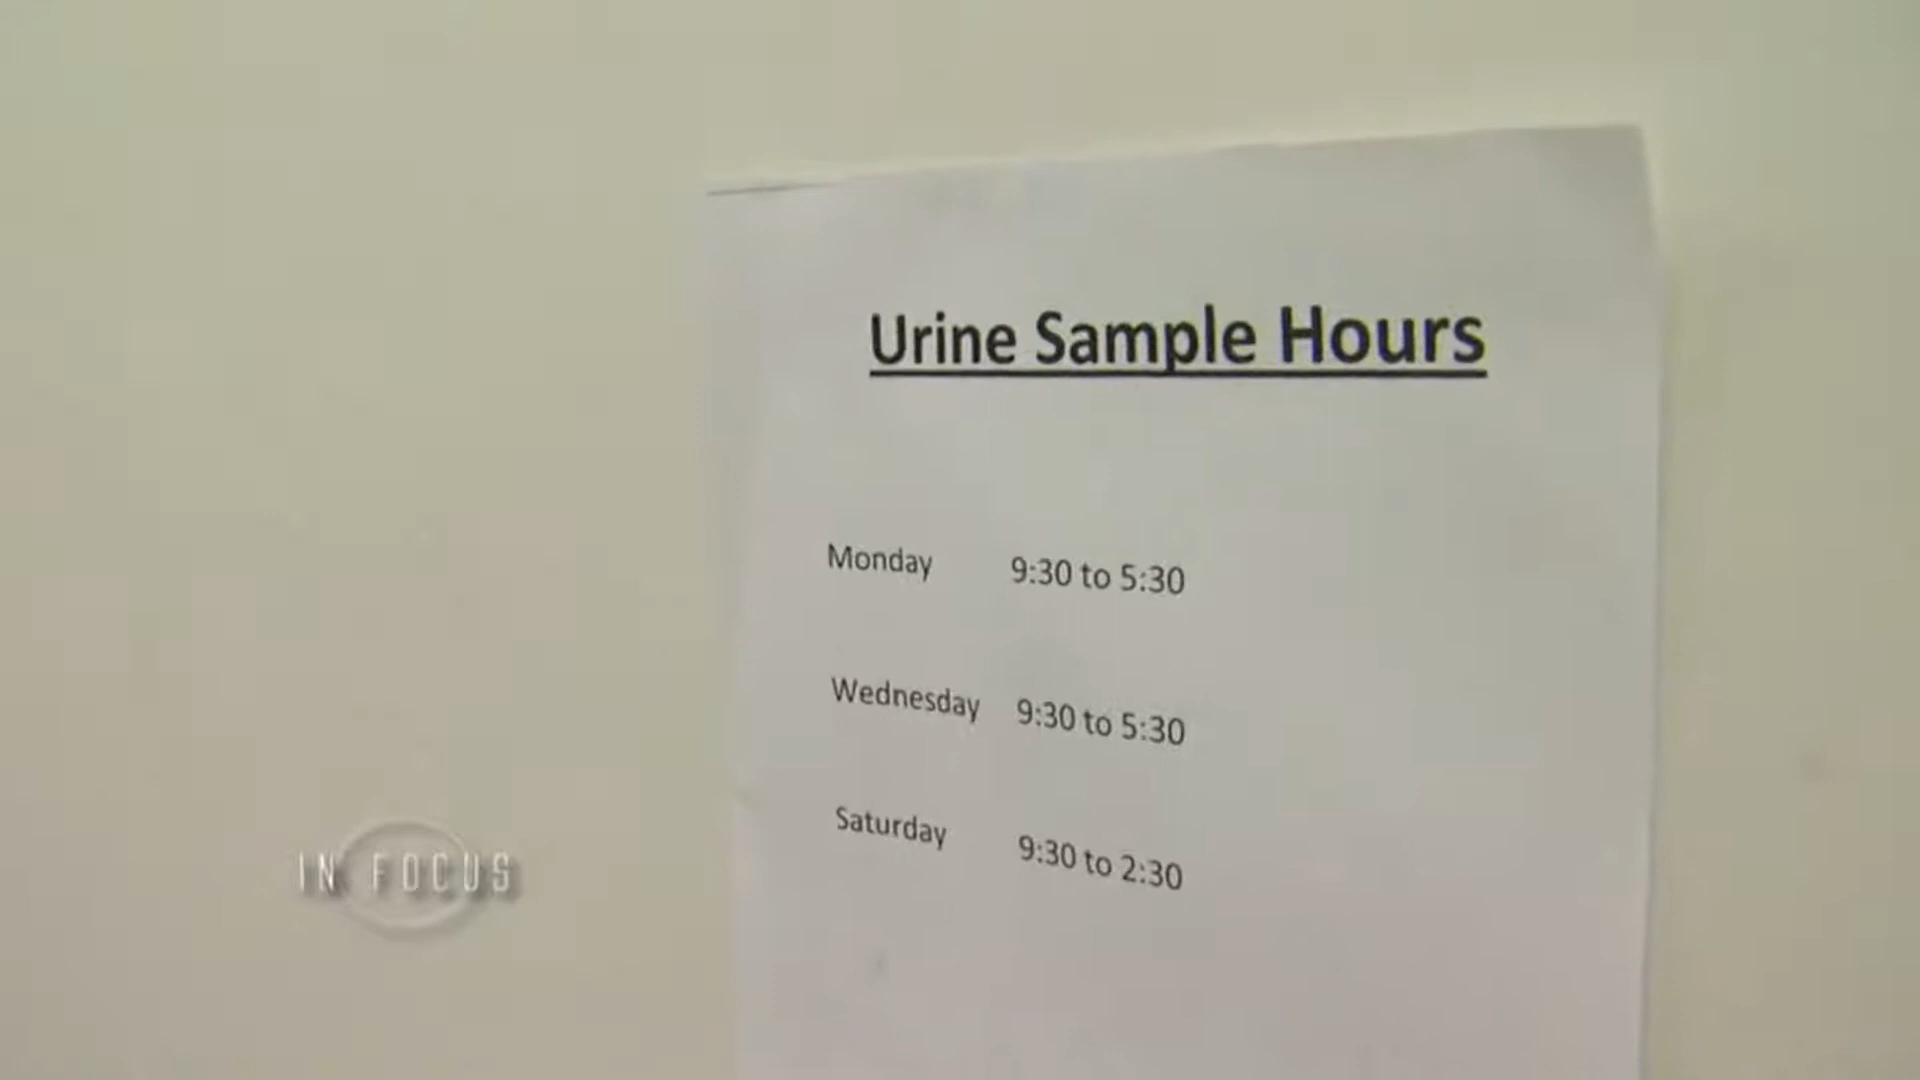 Urine Sample Hours
Monday 9:30 to 5:30
Wednesday 9:30 to 5:30
Saturday 9:30 to 2:30
IN FOCUS